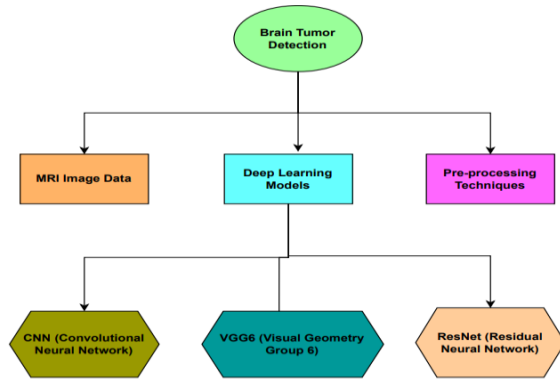 Brain Tumor
Detection
MRI Image Data
Deep Learning
Models
Pre-processing
Techniques
CNN (Convolutional
Neural Network)
VGG6 (Visual Geometry
Group 6)
ResNet (Residual
Neural Network)